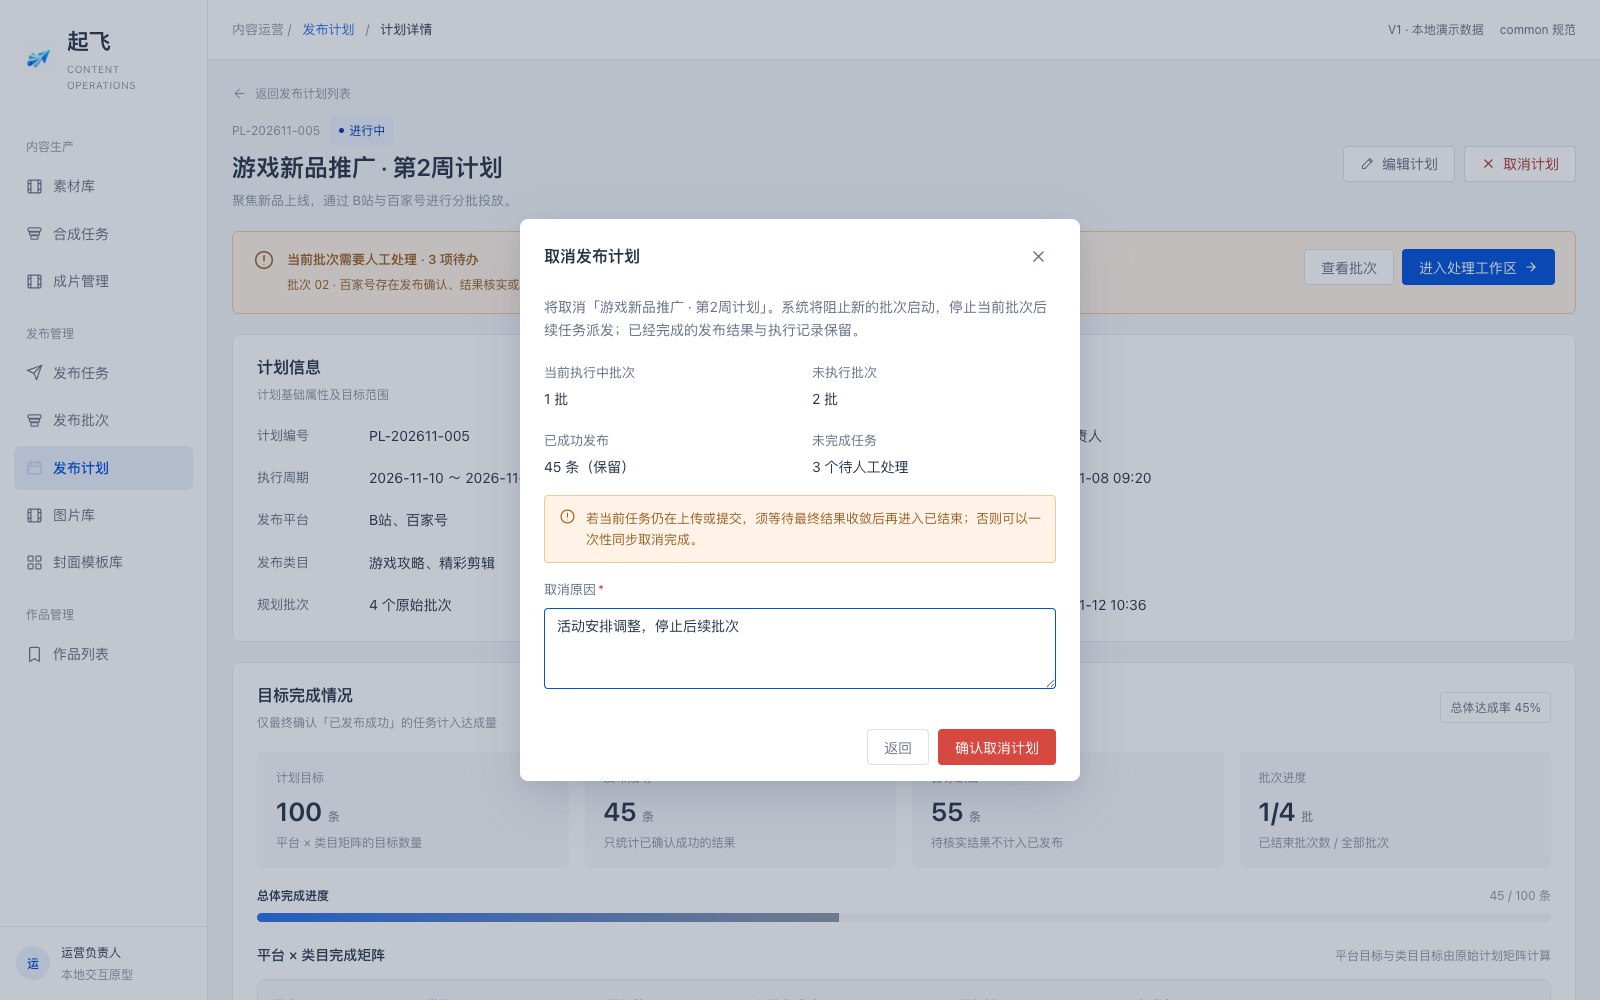 起飞
CONTENT
OPERATIONS
内容生产
素材库
合成任务
成片管理
发布管理
发布任务
发布批次
发布计划
图片库
封面模板库
作品管理
作品列表
运
运营负责人
本地交互原型
内容运营 / 发布计划 / 计划详情
V1 · 本地演示数据 common 规范
返回发布计划列表
PL-202611-005 进行中
游戏新品推广 · 第2周计划
聚焦新品上线，通过 B站与百家号进行分批投放。
编辑计划 取消计划
当前批次需要人工处理 · 3 项待办
批次 02 · 百家号存在发布确认、结果核实或
查看批次 进入处理工作区
计划信息
计划基础属性及目标范围
计划编号 PL-202611-005
责人
执行周期 2026-11-10 ～ 2026-11-
1-08 09:20
发布平台 B站、百家号
发布类目 游戏攻略、精彩剪辑
规划批次 4 个原始批次
1-12 10:36
取消发布计划
将取消「游戏新品推广 · 第2周计划」。系统将阻止新的批次启动，停止当前批次后
续任务派发；已经完成的发布结果与执行记录保留。
当前执行中批次 未执行批次
1 批 2 批
已成功发布 未完成任务
45 条（保留） 3 个待人工处理
若当前任务仍在上传或提交，须等待最终结果收敛后再进入已结束；否则可以一
次性同步取消完成。
取消原因 *
活动安排调整，停止后续批次
返回 确认取消计划
目标完成情况
仅最终确认「已发布成功」的任务计入达成量
总体达成率 45%
计划目标
100 条
平台 × 类目矩阵的目标数量
45 条
只统计已确认成功的结果
55 条
待核实结果不计入已发布
批次进度
1/4 批
已结束批次数 / 全部批次
总体完成进度 45 / 100 条
平台 × 类目完成矩阵 平台目标与类目目标由原始计划矩阵计算